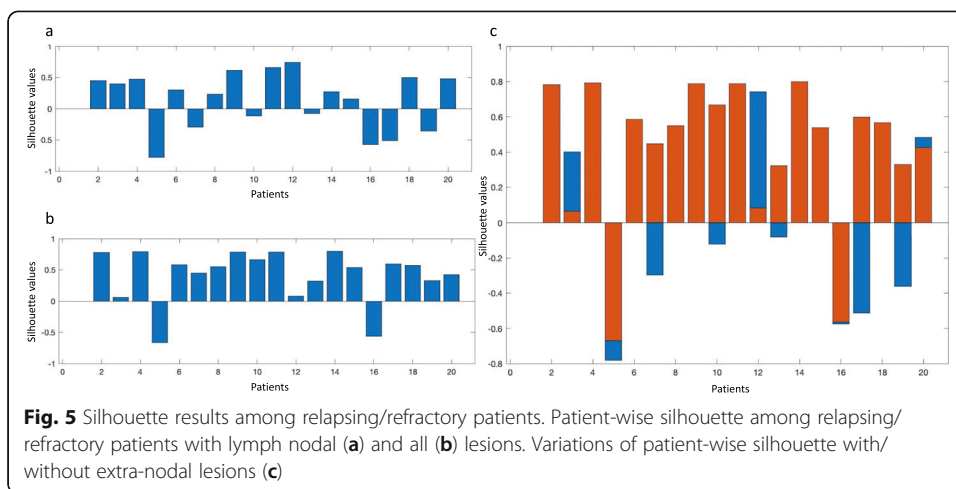 a
1
0.5
0
-0.5
-1
Silhouette values
0 2 4 6 8 10 12 14 16 18 20
Patients
b
1
0.5
0
-0.5
-1
Silhouette values
0 2 4 6 8 10 12 14 16 18 20
Patients
c
1
0.8
0.6
0.4
0.2
0
-0.2
-0.4
-0.6
-0.8
Silhouette values
0 2 4 6 8 10 12 14 16 18 20
Patients
Fig. 5 Silhouette results among relapsing/refractory patients. Patient-wise silhouette among relapsing/
refractory patients with lymph nodal (a) and all (b) lesions. Variations of patient-wise silhouette with/
without extra-nodal lesions (c)